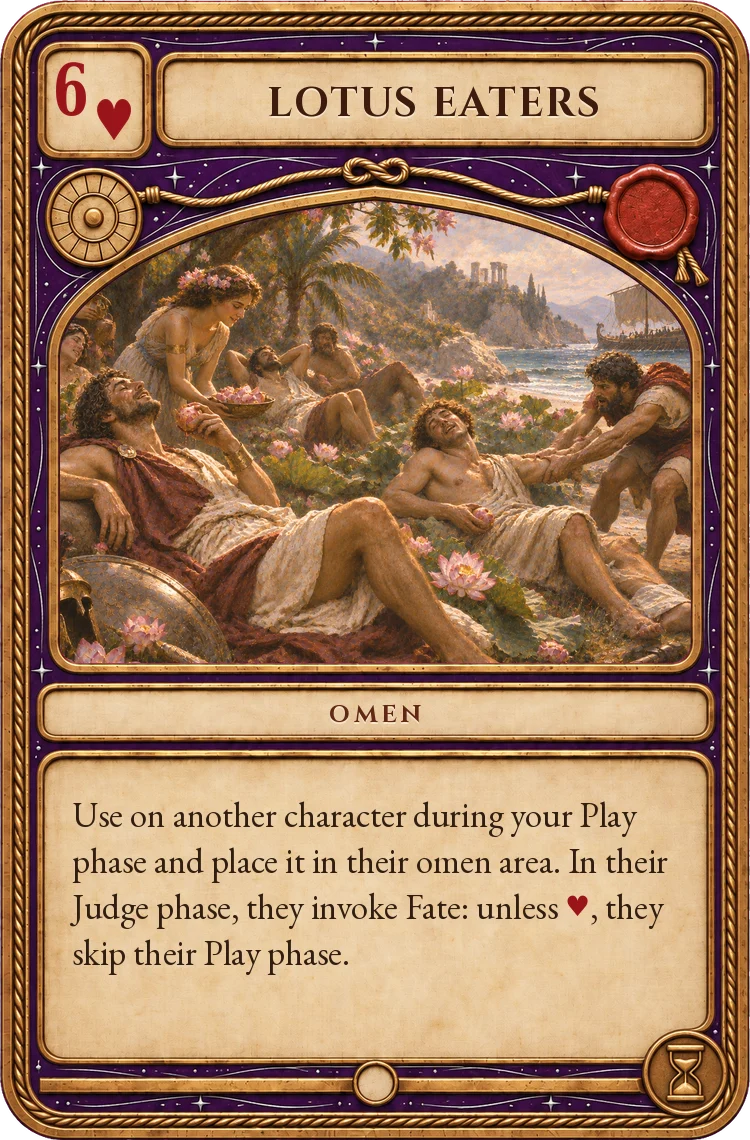 6♥
LOTUS EATERS
OMEN
Use on another character during your Play
phase and place it in their omen area. In their
Judge phase, they invoke Fate: unless ♥, they
skip their Play phase.